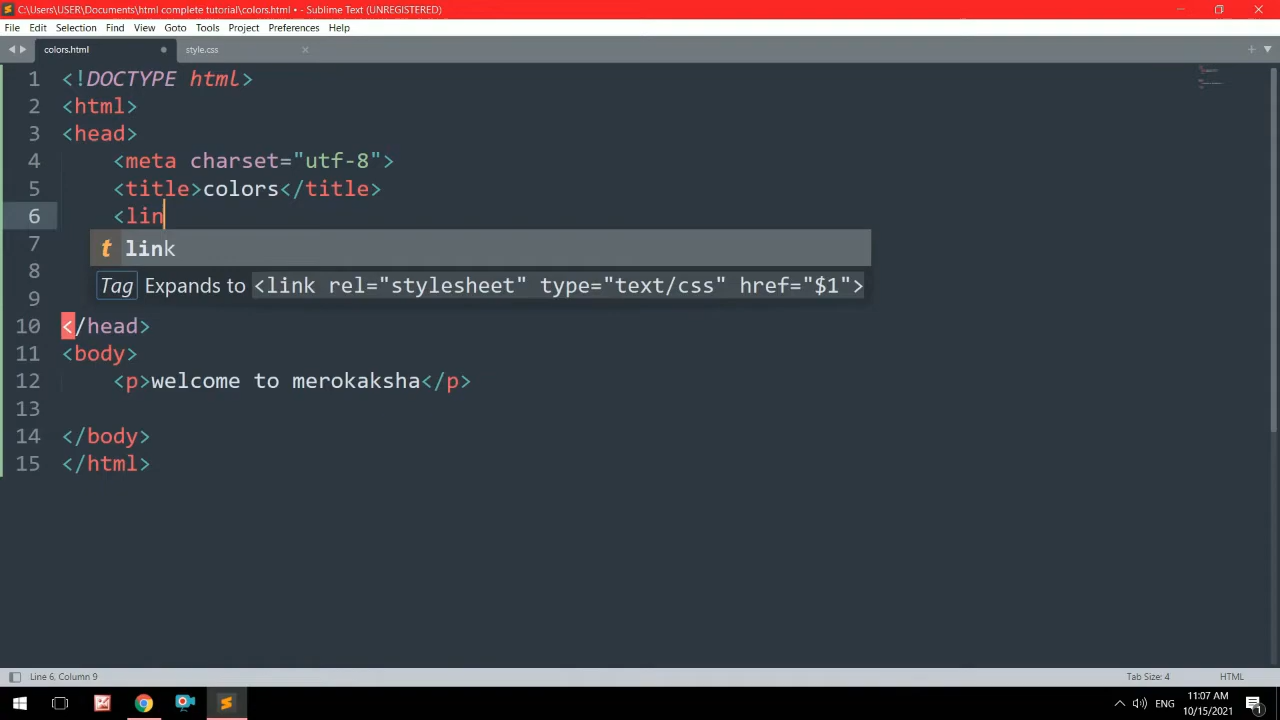 C:\Users\USER\Documents\html complete tutorial\colors.html • - Sublime Text (UNREGISTERED)
File Edit Selection Find View Goto Tools Project Preferences Help
colors.html style.css
1 <!DOCTYPE html>
2 <html>
3 <head>
4 <meta charset="utf-8">
5 <title>colors</title>
6 <lin
7 t link
8 Tag Expands to <link rel="stylesheet" type="text/css" href="$1">
9
10 </head>
11 <body>
12 <p>welcome to merokaksha</p>
13
14 </body>
15 </html>
Line 6, Column 9 Tab Size: 4 HTML
11:07 AM
ENG
10/15/2021
1